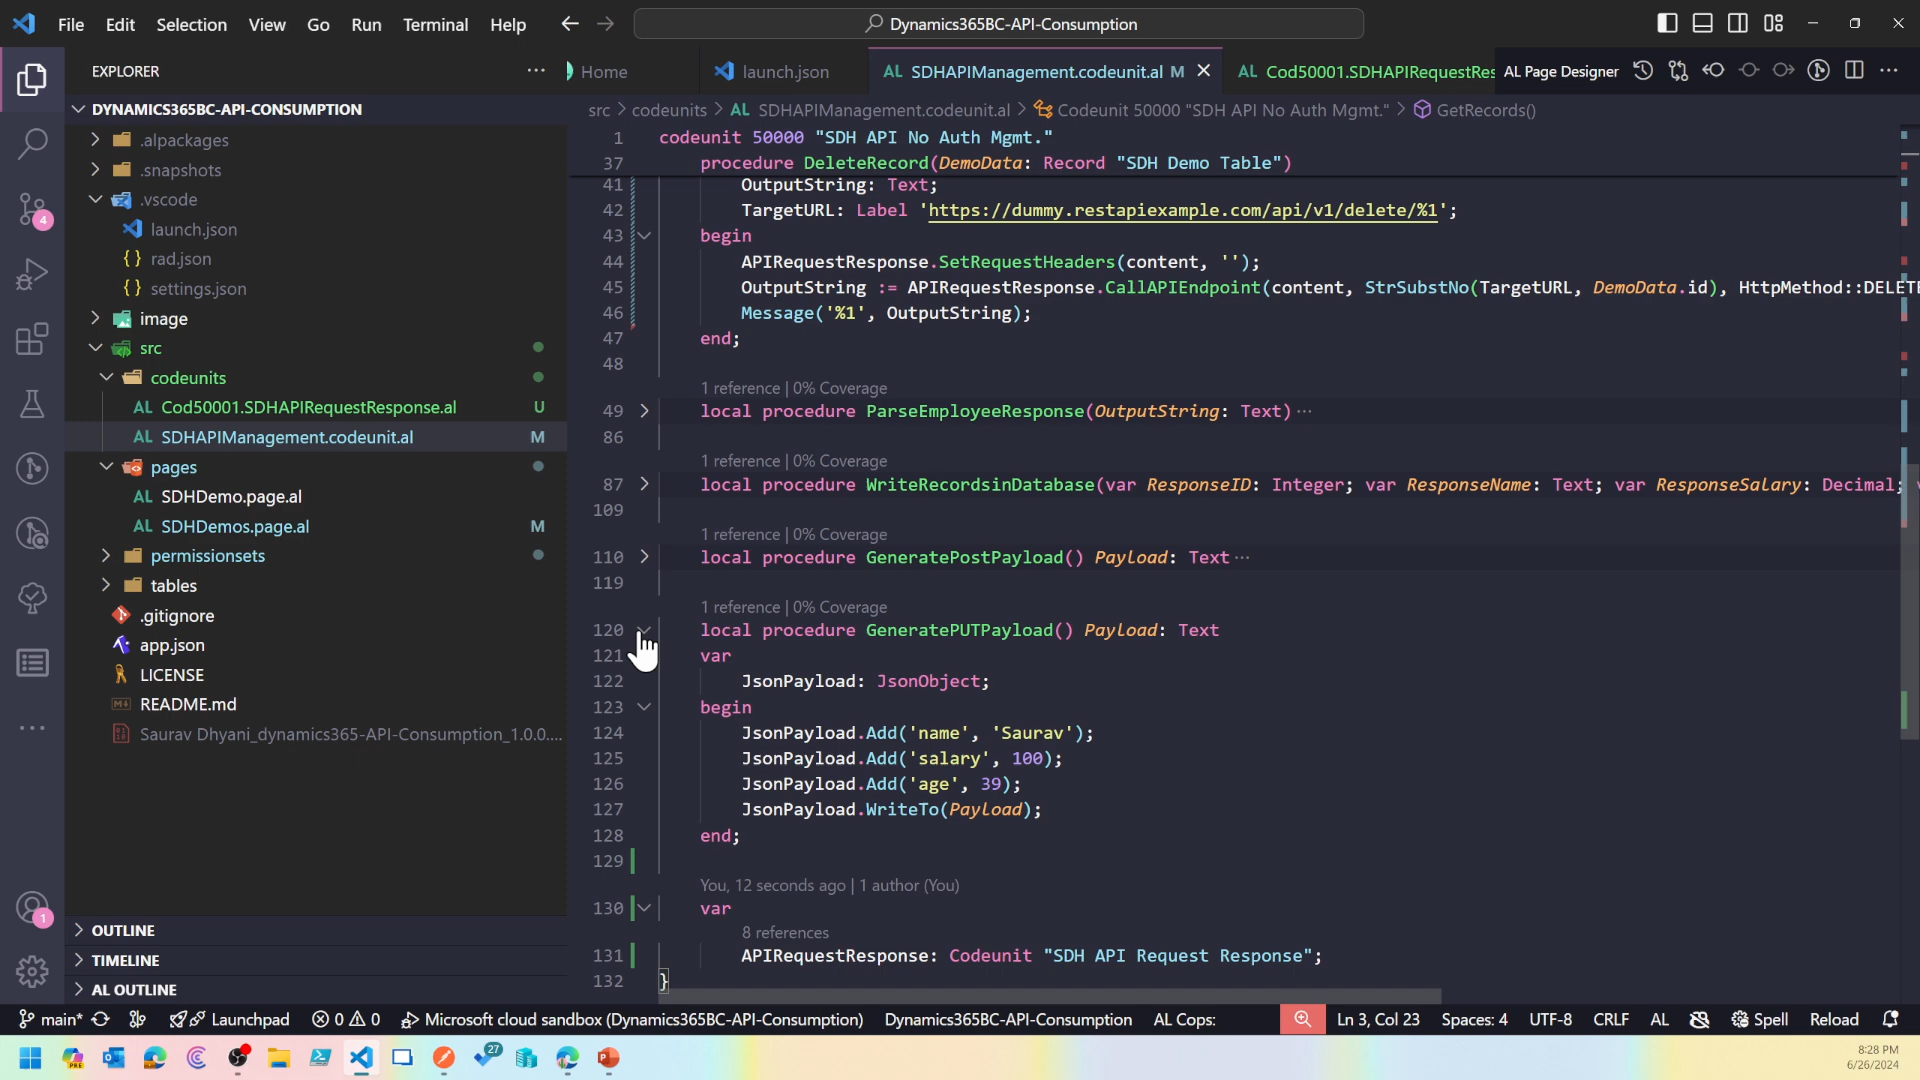 File Edit Selection View Go Run Terminal Help
Dynamics365BC-API-Consumption
EXPLORER
Home
launch.json
AL SDHAPIManagement.codeunit.al M
AL Cod50001.SDHAPIRequestRes
AL Page Designer
DYNAMICS365BC-API-CONSUMPTION
.alpackages
.snapshots
.vscode
launch.json
{} rad.json
{} settings.json
image
src
codeunits
AL Cod50001.SDHAPIRequestResponse.al U
AL SDHAPIManagement.codeunit.al M
pages
AL SDHDemo.page.al
AL SDHDemos.page.al M
permissionsets
tables
.gitignore
app.json
LICENSE
README.md
Saurav Dhyani_dynamics365-API-Consumption_1.0.0....
OUTLINE
TIMELINE
AL OUTLINE
src > codeunits > AL SDHAPIManagement.codeunit.al > Codeunit 50000 "SDH API No Auth Mgmt." > GetRecords()
1 codeunit 50000 "SDH API No Auth Mgmt."
37 procedure DeleteRecord(DemoData: Record "SDH Demo Table")
41 OutputString: Text;
42 TargetURL: Label 'https://dummy.restapiexample.com/api/v1/delete/%1';
43 begin
44 APIRequestResponse.SetRequestHeaders(content, '');
45 OutputString := APIRequestResponse.CallAPIEndpoint(content, StrSubstNo(TargetURL, DemoData.id), HttpMethod::DELETE
46 Message('%1', OutputString);
47 end;
48
1 reference | 0% Coverage
49 local procedure ParseEmployeeResponse(OutputString: Text)···
86
1 reference | 0% Coverage
87 local procedure WriteRecordsinDatabase(var ResponseID: Integer; var ResponseName: Text; var ResponseSalary: Decimal;
109
1 reference | 0% Coverage
110 local procedure GeneratePostPayload() Payload: Text···
119
1 reference | 0% Coverage
120 local procedure GeneratePUTPayload() Payload: Text
121 var
122 JsonPayload: JsonObject;
123 begin
124 JsonPayload.Add('name', 'Saurav');
125 JsonPayload.Add('salary', 100);
126 JsonPayload.Add('age', 39);
127 JsonPayload.WriteTo(Payload);
128 end;
129
You, 12 seconds ago | 1 author (You)
130 var
8 references
131 APIRequestResponse: Codeunit "SDH API Request Response";
132 }
4
1
main* Launchpad 0 0 Microsoft cloud sandbox (Dynamics365BC-API-Consumption) Dynamics365BC-API-Consumption AL Cops: Ln 3, Col 23 Spaces: 4 UTF-8 CRLF AL Spell Reload
PRE
27
8:28 PM
6/26/2024